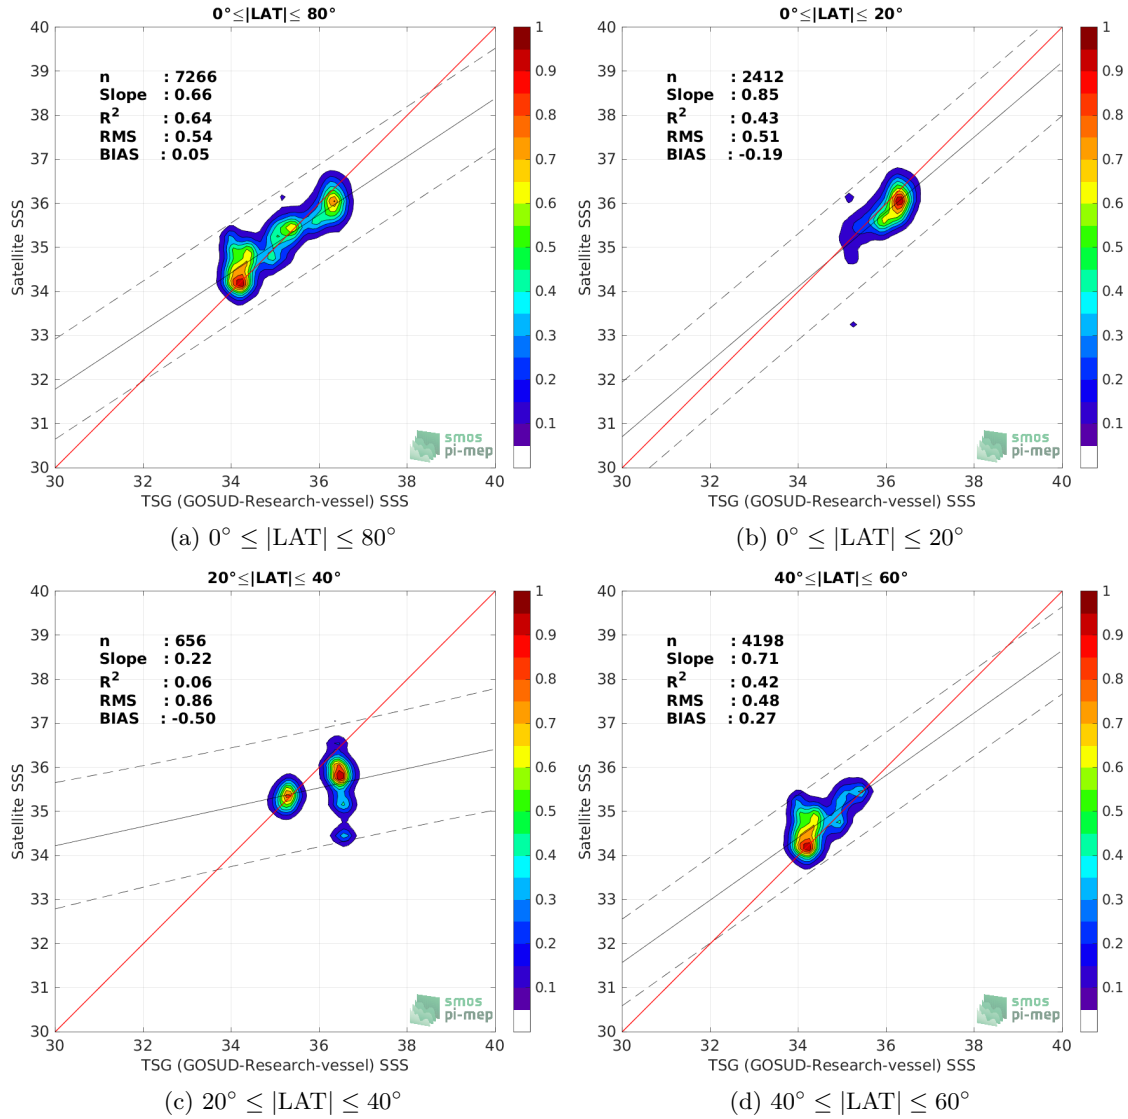 0°≤|LAT|≤ 80°
40
39
38
37
36
35
34
33
32
31
30
Satellite SSS
n : 7266
Slope : 0.66
R² : 0.64
RMS : 0.54
BIAS : 0.05
smos
pi-mep
30 32 34 36 38 40
TSG (GOSUD-Research-vessel) SSS
1
0.9
0.8
0.7
0.6
0.5
0.4
0.3
0.2
0.1
(a) 0° ≤ |LAT| ≤ 80°
0°≤|LAT|≤ 20°
40
39
38
37
36
35
34
33
32
31
30
Satellite SSS
n : 2412
Slope : 0.85
R² : 0.43
RMS : 0.51
BIAS : -0.19
smos
pi-mep
30 32 34 36 38 40
TSG (GOSUD-Research-vessel) SSS
1
0.9
0.8
0.7
0.6
0.5
0.4
0.3
0.2
0.1
(b) 0° ≤ |LAT| ≤ 20°
20°≤|LAT|≤ 40°
40
39
38
37
36
35
34
33
32
31
30
Satellite SSS
n : 656
Slope : 0.22
R² : 0.06
RMS : 0.86
BIAS : -0.50
smos
pi-mep
30 32 34 36 38 40
TSG (GOSUD-Research-vessel) SSS
1
0.9
0.8
0.7
0.6
0.5
0.4
0.3
0.2
0.1
(c) 20° ≤ |LAT| ≤ 40°
40°≤|LAT|≤ 60°
40
39
38
37
36
35
34
33
32
31
30
Satellite SSS
n : 4198
Slope : 0.71
R² : 0.42
RMS : 0.48
BIAS : 0.27
smos
pi-mep
30 32 34 36 38 40
TSG (GOSUD-Research-vessel) SSS
1
0.9
0.8
0.7
0.6
0.5
0.4
0.3
0.2
0.1
(d) 40° ≤ |LAT| ≤ 60°